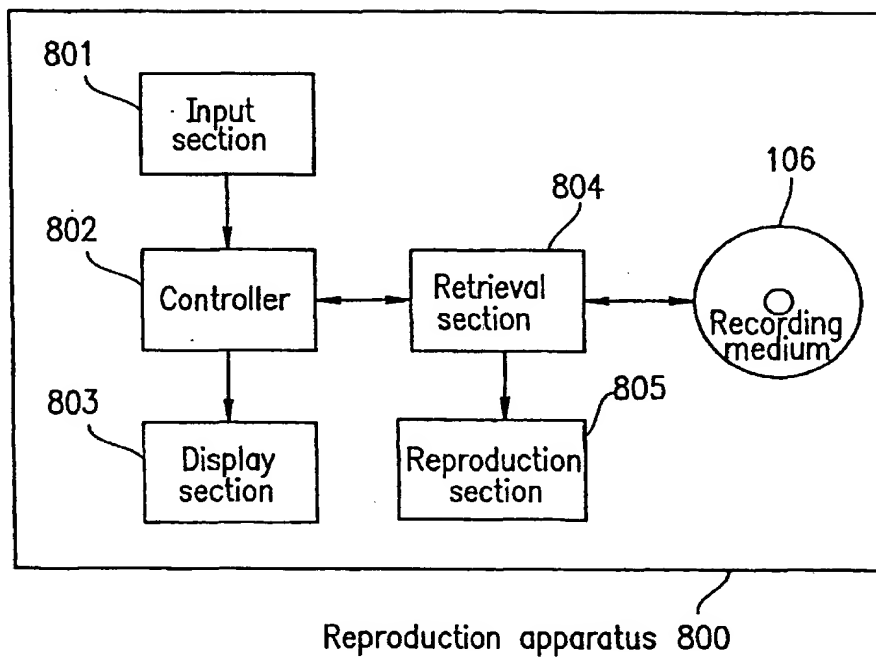 801
Input
section
802
Controller
803
Display
section
804
Retrieval
section
805
Reproduction
section
106
Recording
medium
Reproduction apparatus 800